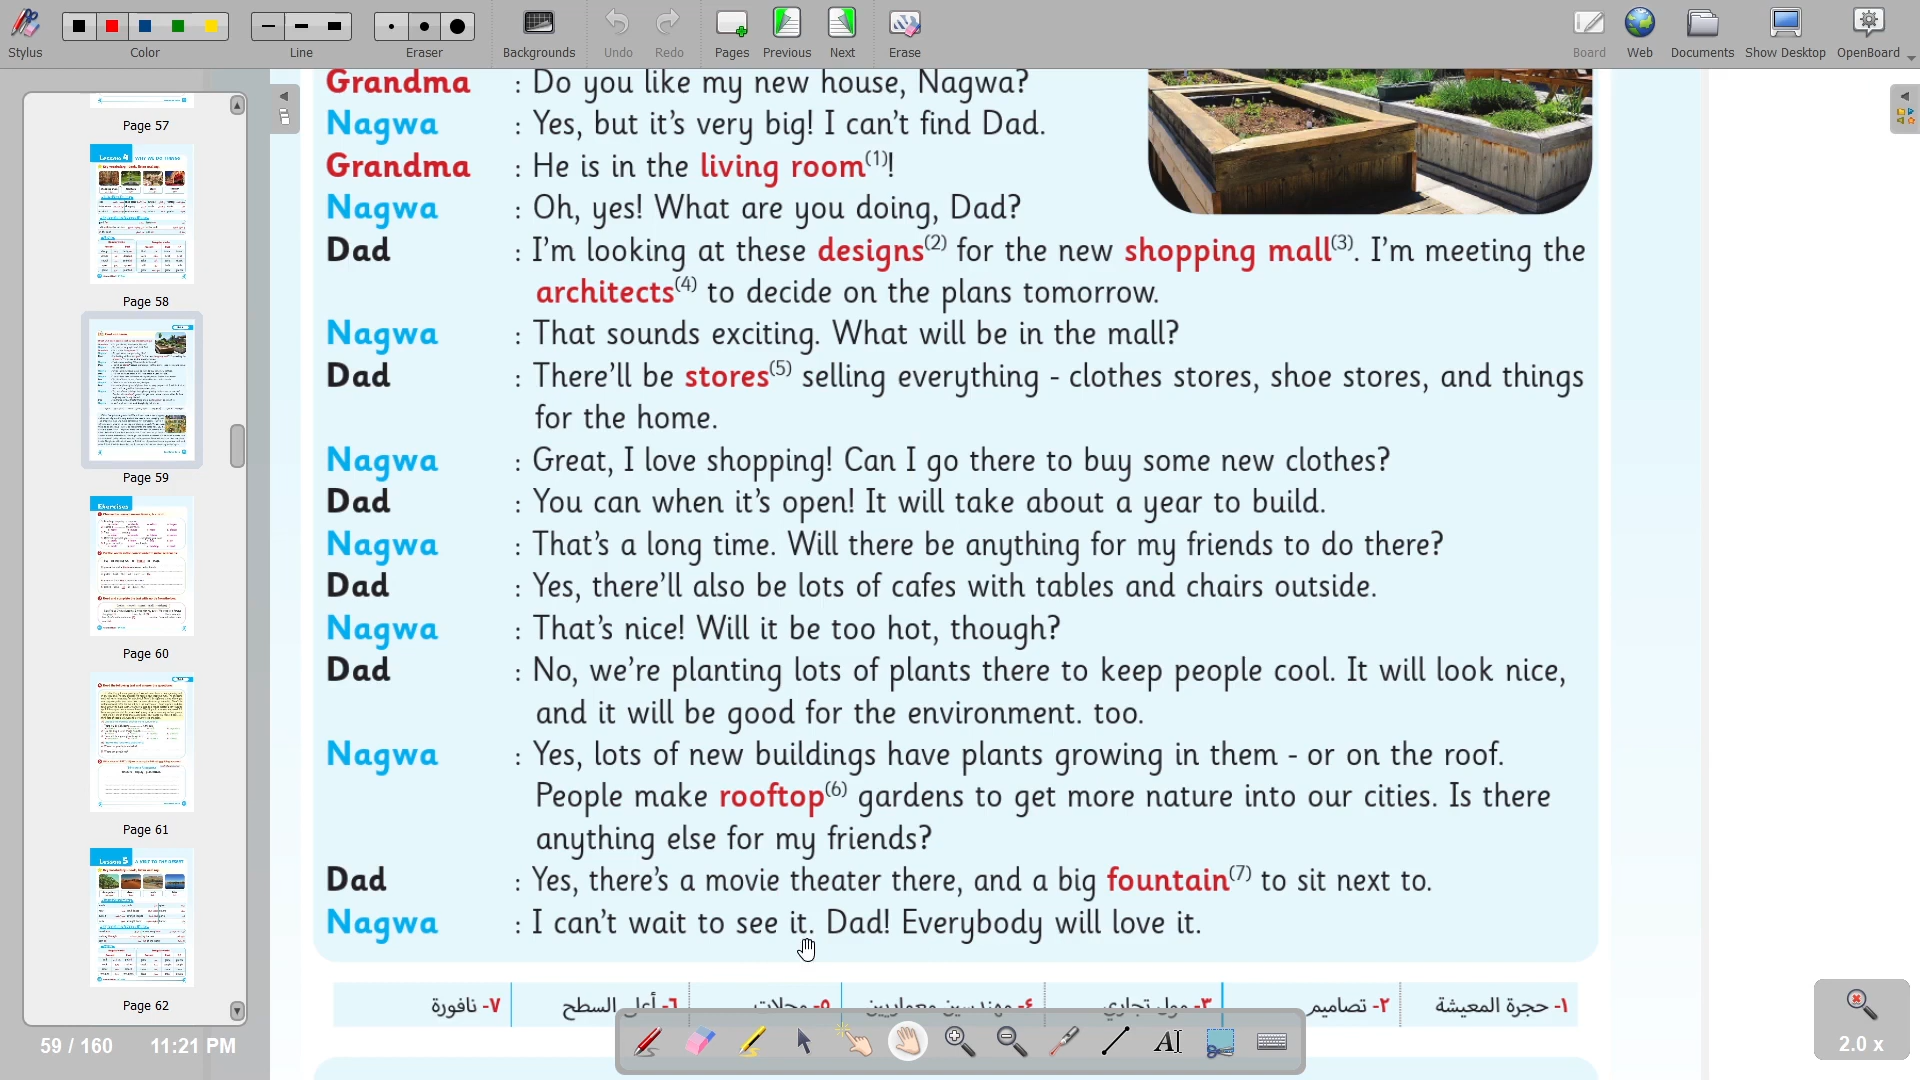 Stylus
Color
Line
Eraser
Backgrounds
Undo
Redo
Pages
Previous
Next
Erase
Board
Web
Documents
Show Desktop
OpenBoard
Page 57
Page 58
Page 59
Page 60
Page 61
Page 62
59 / 160 11:21 PM
Grandma : Do you like my new house, Nagwa?
Nagwa : Yes, but it's very big! I can't find Dad.
Grandma : He is in the living room(1)!
Nagwa : Oh, yes! What are you doing, Dad?
Dad : I'm looking at these designs(2) for the new shopping mall(3). I'm meeting the
architects(4) to decide on the plans tomorrow.
Nagwa : That sounds exciting. What will be in the mall?
Dad : There'll be stores(5) selling everything - clothes stores, shoe stores, and things
for the home.
Nagwa : Great, I love shopping! Can I go there to buy some new clothes?
Dad : You can when it's open! It will take about a year to build.
Nagwa : That's a long time. Will there be anything for my friends to do there?
Dad : Yes, there'll also be lots of cafes with tables and chairs outside.
Nagwa : That's nice! Will it be too hot, though?
Dad : No, we're planting lots of plants there to keep people cool. It will look nice,
and it will be good for the environment. too.
Nagwa : Yes, lots of new buildings have plants growing in them - or on the roof.
People make rooftop(6) gardens to get more nature into our cities. Is there
anything else for my friends?
Dad : Yes, there's a movie theater there, and a big fountain(7) to sit next to.
Nagwa : I can't wait to see it. Dad! Everybody will love it.
١- حجرة المعيشة ٢- تصاميم ٣- مول تجاري ٤- مهندسين معماريين ٥- محلات ٦- أعلى السطح ٧- نافورة
2.0 x